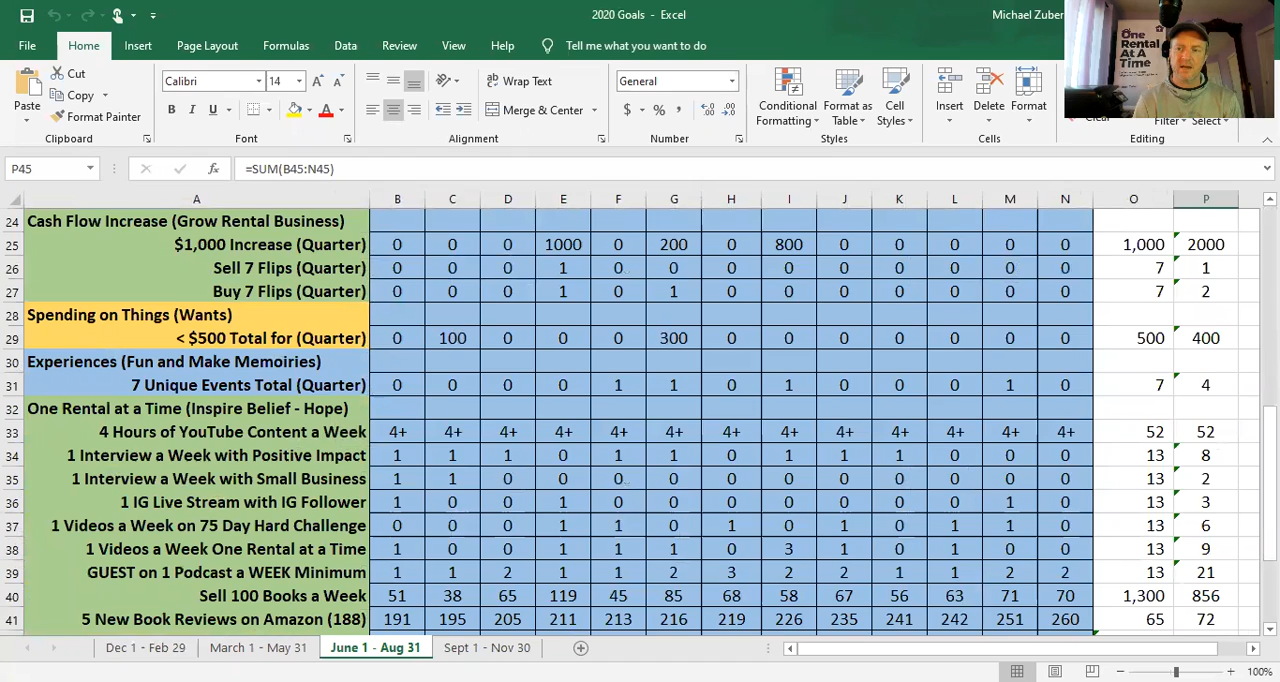 2020 Goals - Excel
Michael Zuber
File Home Insert Page Layout Formulas Data Review View Help Tell me what you want to do
One Rental At A Time
Paste
Cut
Copy
Format Painter
Calibri 14
B I U
Wrap Text
Merge & Center
General
$ % ,
Conditional Formatting
Format as Table
Cell Styles
Insert Delete Format
Clear
Filter Select
Clipboard Font Alignment Number Styles Cells Editing
P45 fx =SUM(B45:N45)
A B C D E F G H I J K L M N O P
24 Cash Flow Increase (Grow Rental Business)
25 $1,000 Increase (Quarter) 0 0 0 1000 0 200 0 800 0 0 0 0 0 1,000 2000
26 Sell 7 Flips (Quarter) 0 0 0 1 0 0 0 0 0 0 0 0 0 7 1
27 Buy 7 Flips (Quarter) 0 0 0 1 0 1 0 0 0 0 0 0 0 7 2
28 Spending on Things (Wants)
29 < $500 Total for (Quarter) 0 100 0 0 0 300 0 0 0 0 0 0 0 500 400
30 Experiences (Fun and Make Memoiries)
31 7 Unique Events Total (Quarter) 0 0 0 0 1 1 0 1 0 0 0 1 0 7 4
32 One Rental at a Time (Inspire Belief - Hope)
33 4 Hours of YouTube Content a Week 4+ 4+ 4+ 4+ 4+ 4+ 4+ 4+ 4+ 4+ 4+ 4+ 4+ 52 52
34 1 Interview a Week with Positive Impact 1 1 1 0 1 1 0 1 1 1 0 0 0 13 8
35 1 Interview a Week with Small Business 1 1 0 0 0 0 0 0 0 0 0 0 0 13 2
36 1 IG Live Stream with IG Follower 1 0 0 1 0 0 0 0 0 0 0 1 0 13 3
37 1 Videos a Week on 75 Day Hard Challenge 0 0 0 1 1 0 1 0 1 0 1 1 0 13 6
38 1 Videos a Week One Rental at a Time 1 0 0 1 1 1 0 3 1 0 1 0 0 13 9
39 GUEST on 1 Podcast a WEEK Minimum 1 1 2 1 1 2 3 2 2 1 1 2 2 13 21
40 Sell 100 Books a Week 51 38 65 119 45 85 68 58 67 56 63 71 70 1,300 856
41 5 New Book Reviews on Amazon (188) 191 195 205 211 213 216 219 226 235 241 242 251 260 65 72
Dec 1 - Feb 29 March 1 - May 31 June 1 - Aug 31 Sept 1 - Nov 30
100%